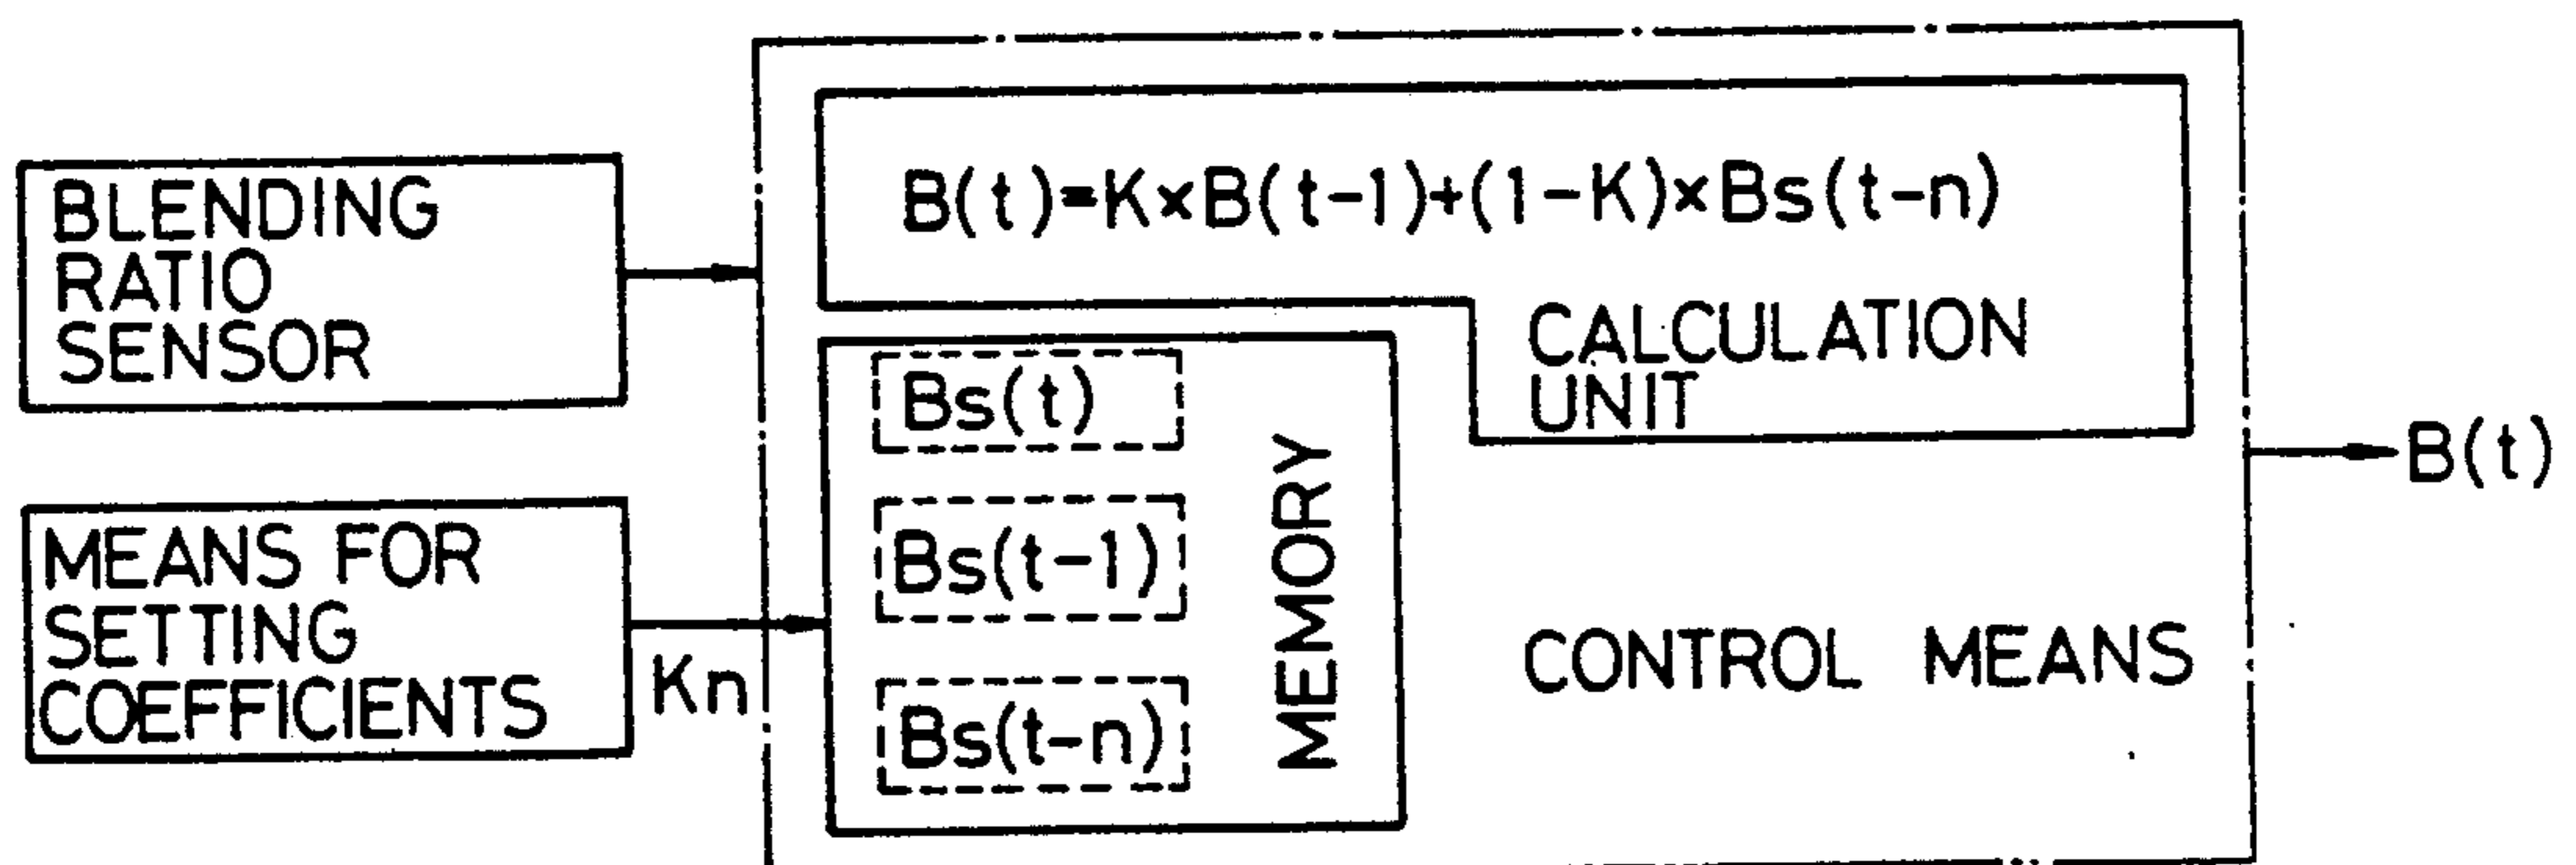 BLENDING
RATIO
SENSOR
MEANS FOR
SETTING
COEFFICIENTS
Kn
B(t)=K×B(t-1)+(1-K)×Bs(t-n)
CALCULATION
UNIT
Bs(t)
Bs(t-1)
Bs(t-n)
MEMORY
CONTROL MEANS
B(t)